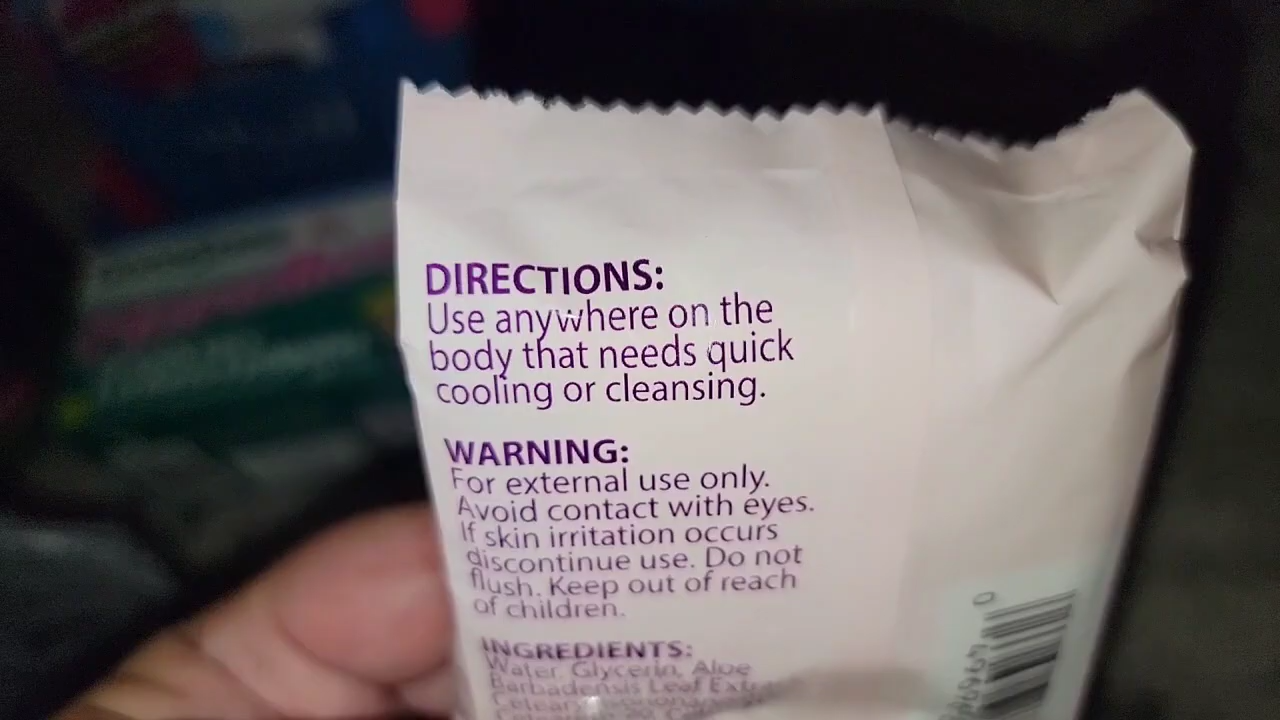 DIRECTIONS:
Use anywhere on the
body that needs quick
cooling or cleansing.
WARNING:
For external use only.
Avoid contact with eyes.
If skin irritation occurs
discontinue use. Do not
flush. Keep out of reach
of children.
INGREDIENTS:
Water, Glycerin, Aloe
Barbadensis Leaf